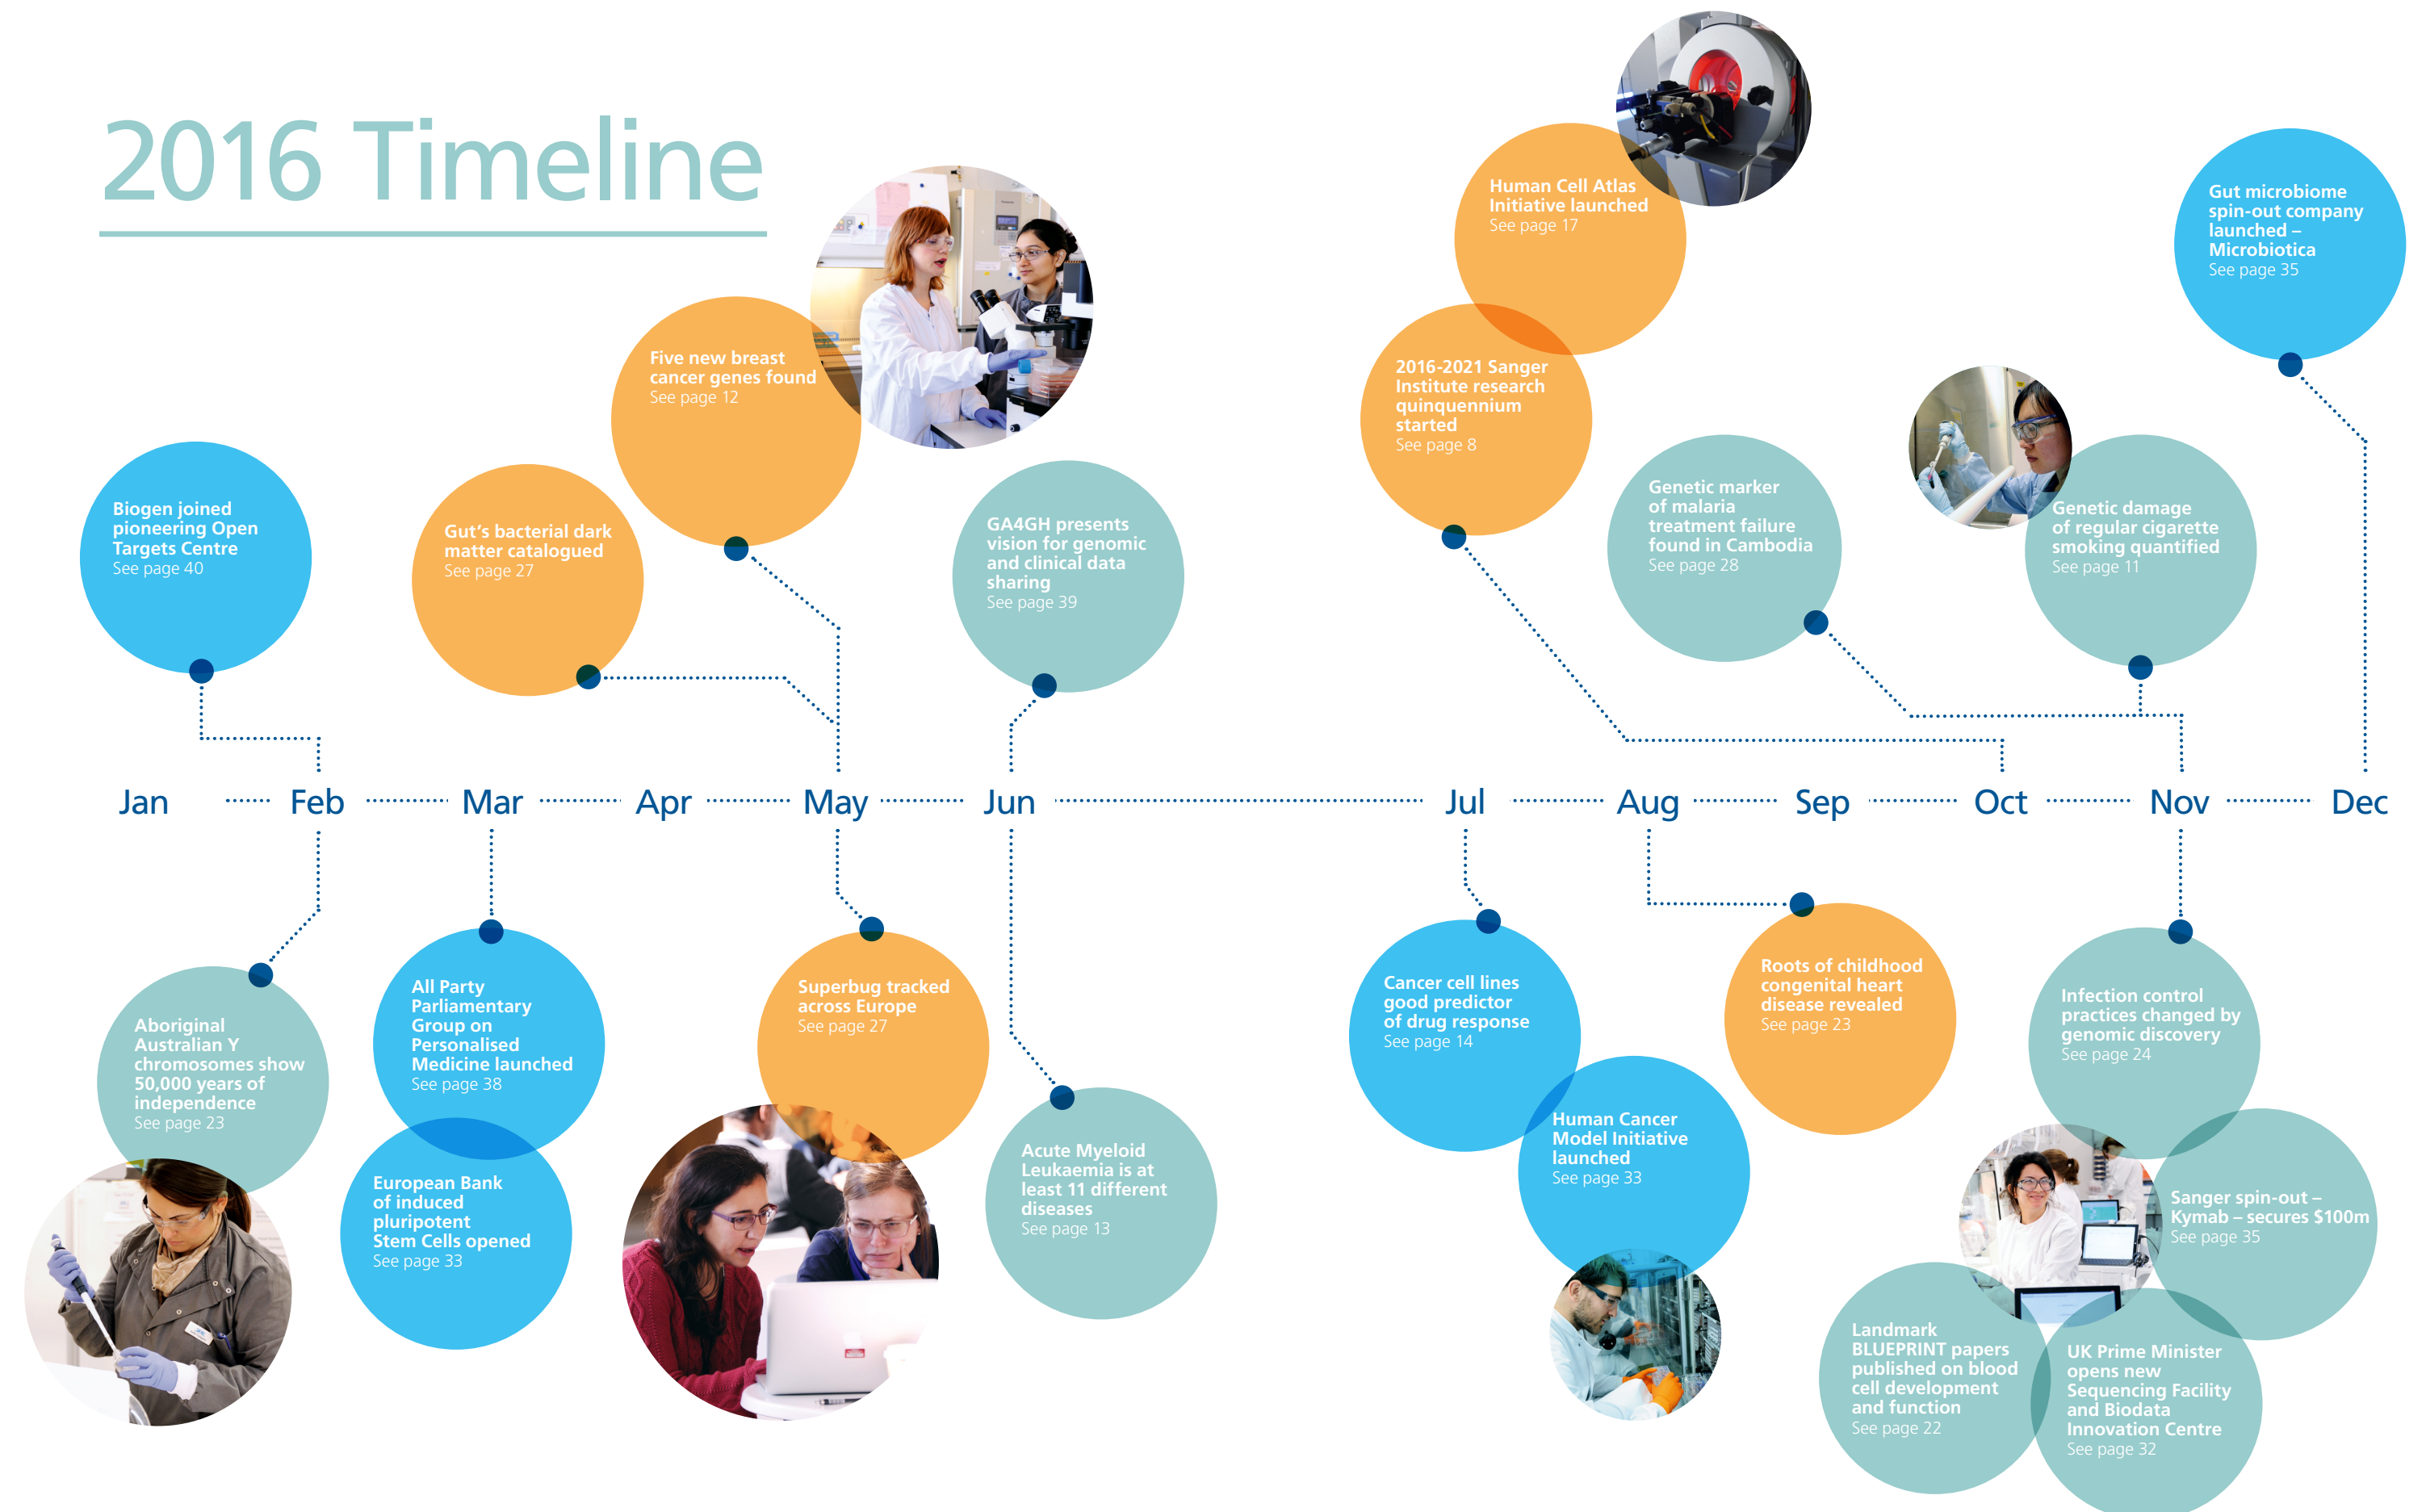 2016 Timeline
Biogen joined
pioneering Open
Targets Centre
See page 40
Gut’s bacterial dark
matter catalogued
See page 27
Five new breast
cancer genes found
See page 12
GA4GH presents
vision for genomic
and clinical data
sharing
See page 39
Human Cell Atlas
Initiative launched
See page 17
2016-2021 Sanger
Institute research
quinquennium
started
See page 8
Genetic marker
of malaria
treatment failure
found in Cambodia
See page 28
Genetic damage
of regular cigarette
smoking quantified
See page 11
Gut microbiome
spin-out company
launched –
Microbiotica
See page 35
Jan Feb Mar Apr May Jun Jul Aug Sep Oct Nov Dec
Aboriginal
Australian Y
chromosomes show
50,000 years of
independence
See page 23
All Party
Parliamentary
Group on
Personalised
Medicine launched
See page 38
European Bank
of induced
pluripotent
Stem Cells opened
See page 33
Superbug tracked
across Europe
See page 27
Acute Myeloid
Leukaemia is at
least 11 different
diseases
See page 13
Cancer cell lines
good predictor
of drug response
See page 14
Human Cancer
Model Initiative
launched
See page 33
Roots of childhood
congenital heart
disease revealed
See page 23
Infection control
practices changed by
genomic discovery
See page 24
Sanger spin-out –
Kymab – secures $100m
See page 35
Landmark
BLUEPRINT papers
published on blood
cell development
and function
See page 22
UK Prime Minister
opens new
Sequencing Facility
and Biodata
Innovation Centre
See page 32